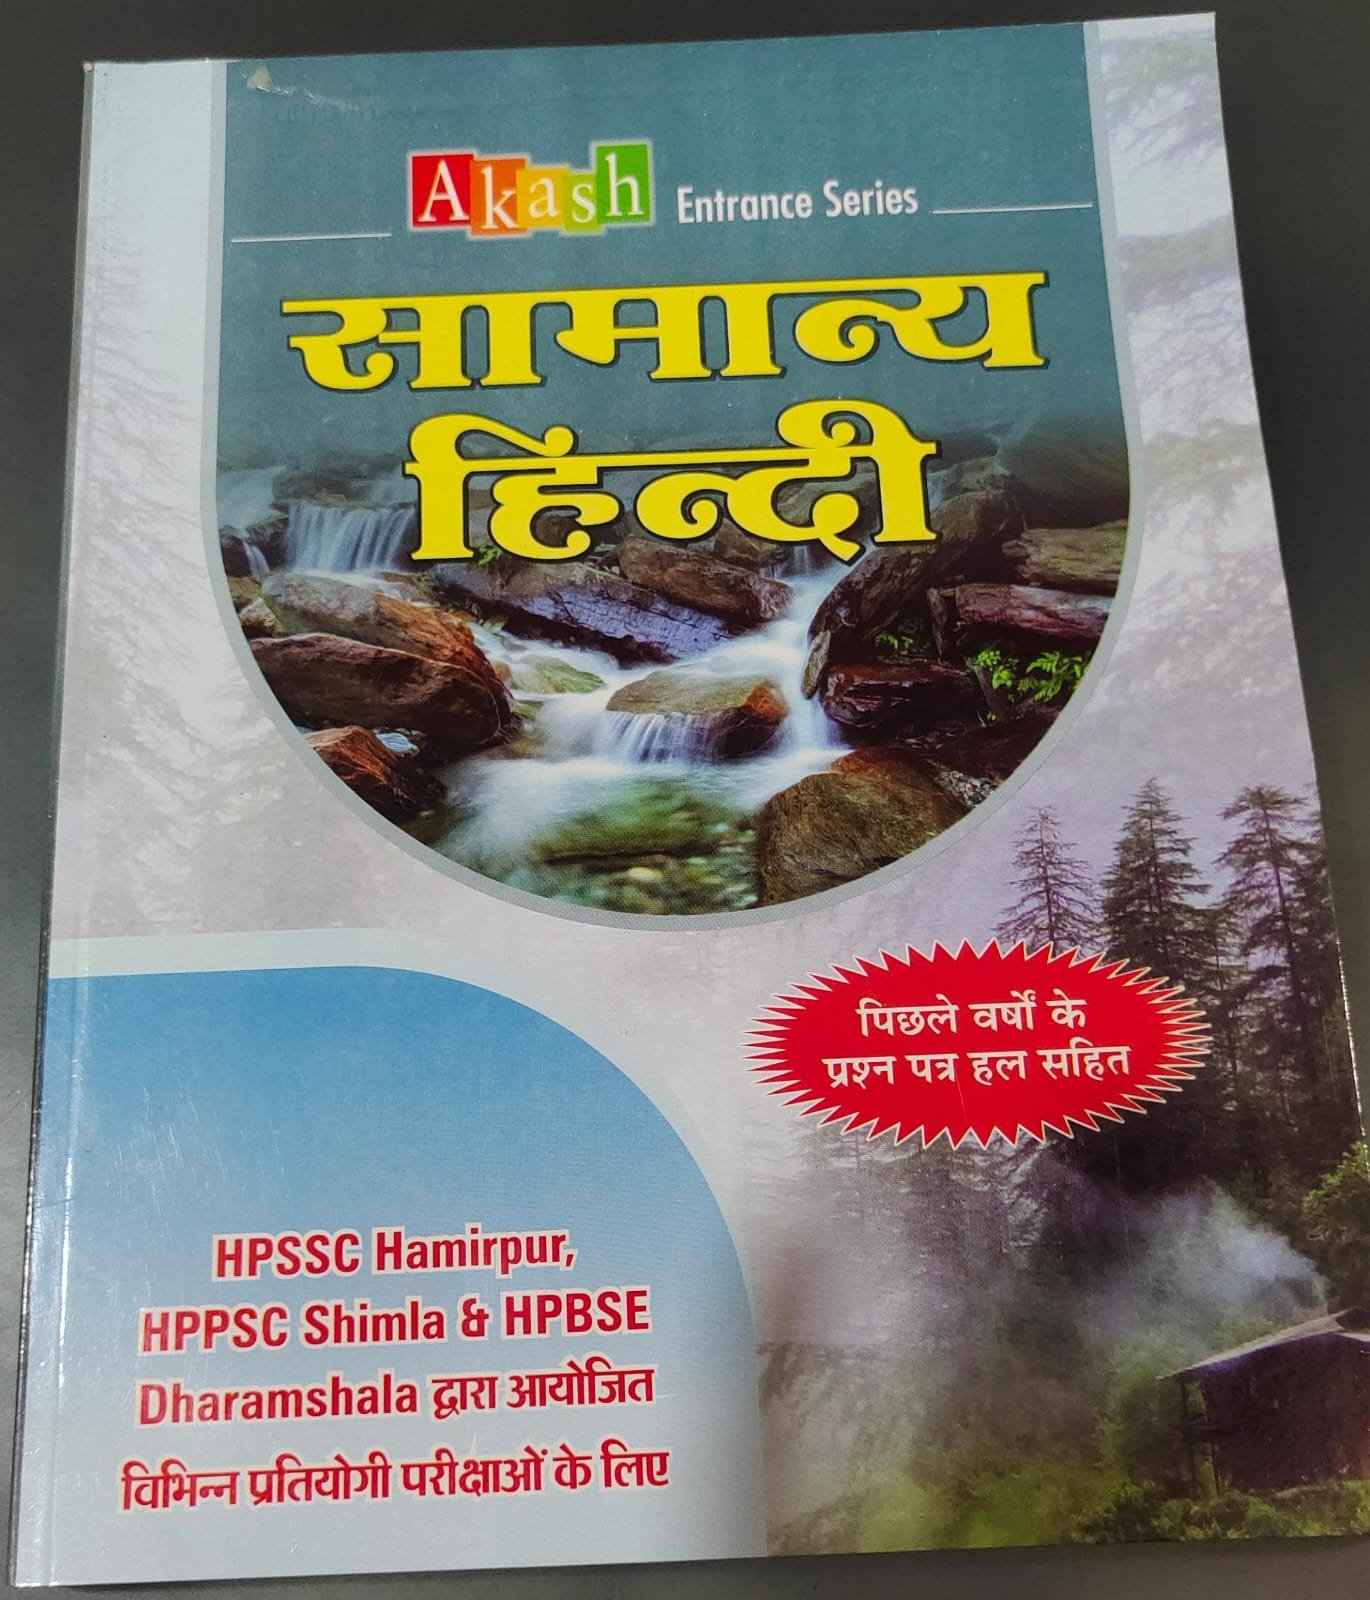 Akash Entrance Series
सामान्य
हिन्दी
पिछले वर्षों के
प्रश्न पत्र हल सहित
HPSSC Hamirpur,
HPPSC Shimla & HPBSE
Dharamshala द्वारा आयोजित
विभिन्न प्रतियोगी परीक्षाओं के लिए